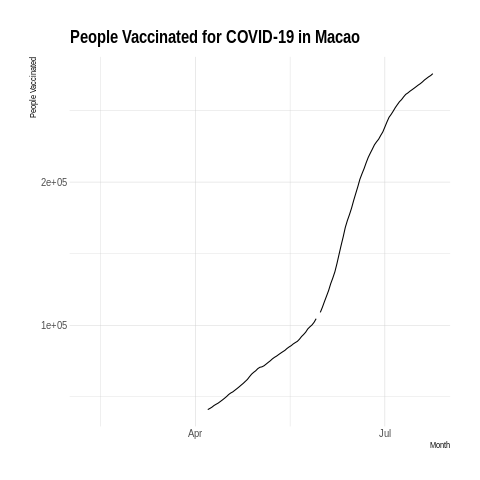 People Vaccinated for COVID-19 in Macao
People Vaccinated
2e+05
1e+05
Apr
Jul
Month